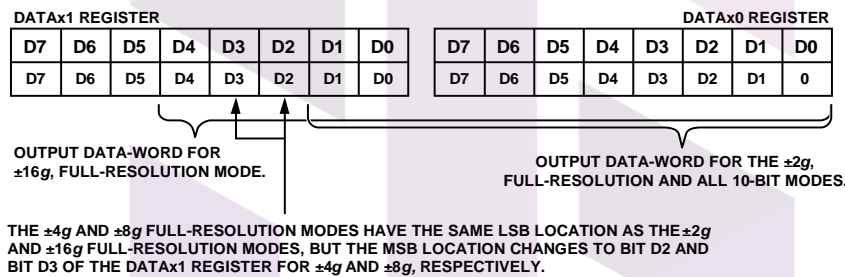 DATAx1 REGISTER DATAx0 REGISTER
D7 D6 D5 D4 D3 D2 D1 D0 D7 D6 D5 D4 D3 D2 D1 D0
D7 D6 D5 D4 D3 D2 D1 D0 D7 D6 D5 D4 D3 D2 D1 0
OUTPUT DATA-WORD FOR
±16g, FULL-RESOLUTION MODE.
OUTPUT DATA-WORD FOR THE ±2g,
FULL-RESOLUTION AND ALL 10-BIT MODES.
THE ±4g AND ±8g FULL-RESOLUTION MODES HAVE THE SAME LSB LOCATION AS THE ±2g
AND ±16g FULL-RESOLUTION MODES, BUT THE MSB LOCATION CHANGES TO BIT D2 AND
BIT D3 OF THE DATAx1 REGISTER FOR ±4g AND ±8g, RESPECTIVELY.